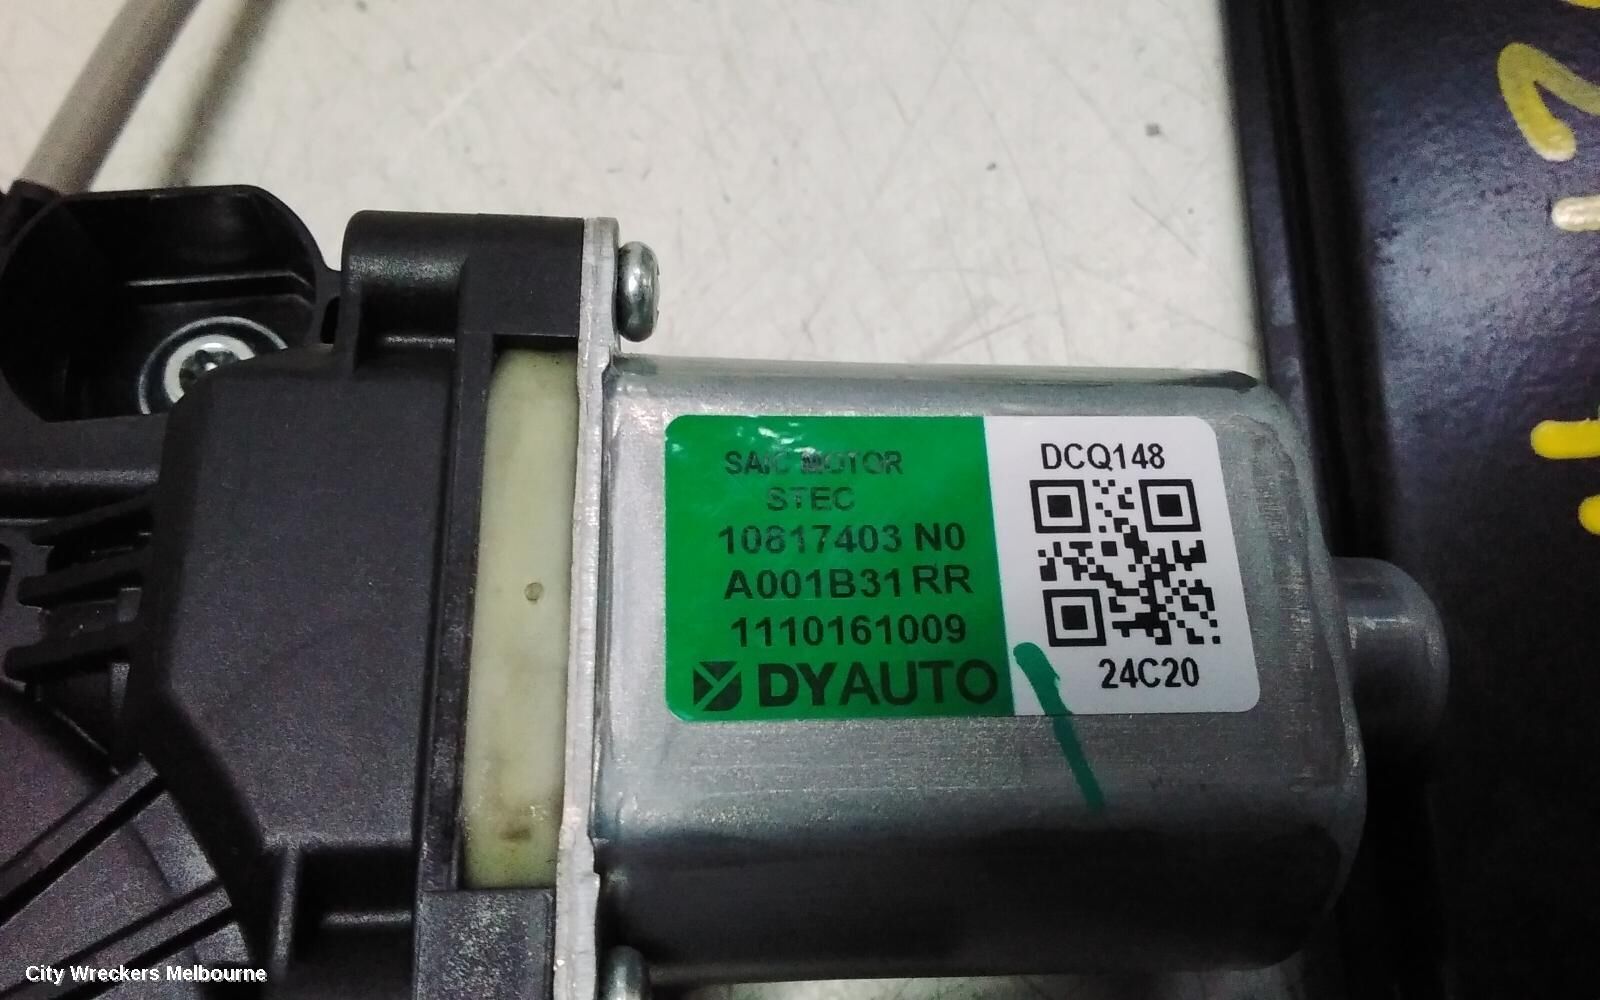 SAIC MOTOR
STEC
10817403 N0
A001B31 RR
1110161009
DYAUTO
DCQ148
24C20
City Wreckers Melbourne